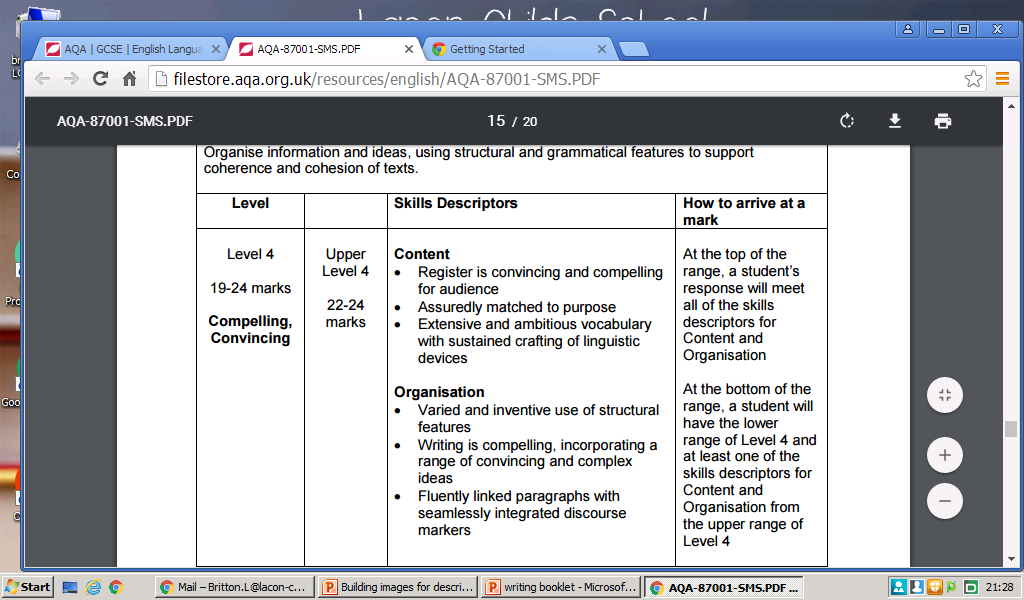 Lacon Childe School
AQA | GCSE | English Langua
AQA-87001-SMS.PDF
Getting Started
filestore.aqa.org.uk/resources/english/AQA-87001-SMS.PDF
AQA-87001-SMS.PDF
15 / 20
Organise information and ideas, using structural and grammatical features to support
coherence and cohesion of texts.
Level
Skills Descriptors
How to arrive at a
mark
Level 4
19-24 marks
Compelling,
Convincing
Upper
Level 4
22-24
marks
Content
• Register is convincing and compelling
for audience
• Assuredly matched to purpose
• Extensive and ambitious vocabulary
with sustained crafting of linguistic
devices
Organisation
• Varied and inventive use of structural
features
• Writing is compelling, incorporating a
range of convincing and complex
ideas
• Fluently linked paragraphs with
seamlessly integrated discourse
markers
At the top of the
range, a student's
response will meet
all of the skills
descriptors for
Content and
Organisation
At the bottom of the
range, a student will
have the lower
range of Level 4 and
at least one of the
skills descriptors for
Content and
Organisation from
the upper range of
Level 4
Start
Mail – Britton.L@lacon-c...
Building images for descri...
writing booklet - Microsof...
AQA-87001-SMS.PDF ...
21:28